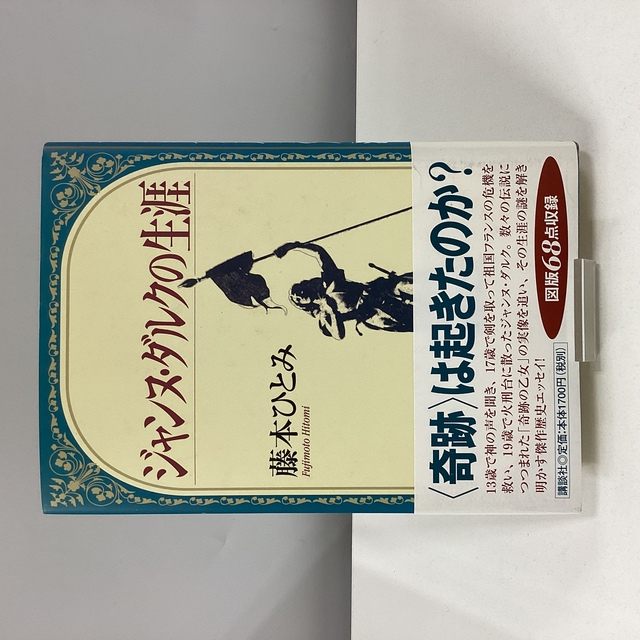 ジャンヌ・ダルクの生涯
藤本ひとみ
Fujimoto Hitomi
〈奇跡〉は起きたのか?
13歳で神の声を聞き、17歳で剣を取って祖国フランスの危機を
救い、19歳で火刑台に散ったジャンヌ・ダルク。数々の伝説に
つつまれた「奇跡の乙女」の実像を追い、その生涯の謎を解き
明かす傑作歴史エッセイ!
図版68点収録
講談社◎定価:本体1700円(税別)